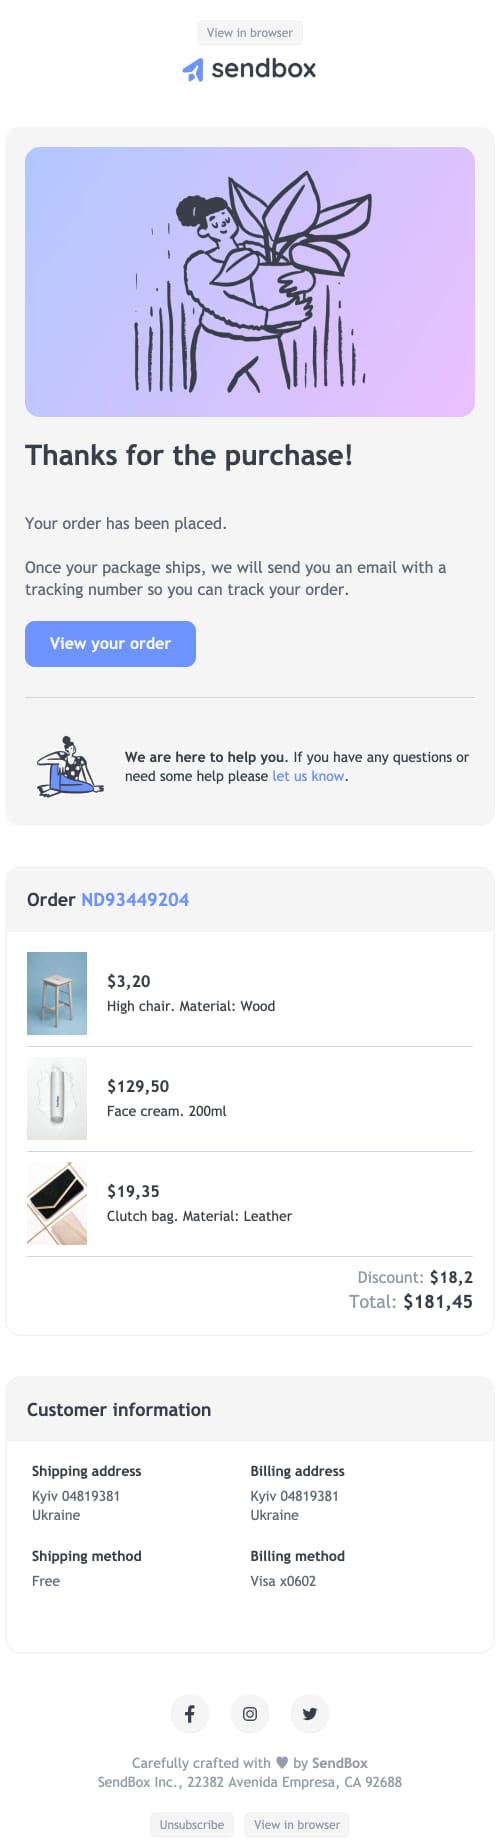 View in browser
sendbox
Thanks for the purchase!
Your order has been placed.
Once your package ships, we will send you an email with a
tracking number so you can track your order.
View your order
We are here to help you. If you have any questions or
need some help please let us know.
Order ND93449204
$3,20
High chair. Material: Wood
$129,50
Face cream. 200ml
$19,35
Clutch bag. Material: Leather
Discount: $18,2
Total: $181,45
Customer information
Shipping address
Kyiv 04819381
Ukraine
Billing address
Kyiv 04819381
Ukraine
Shipping method
Free
Billing method
Visa x0602
Carefully crafted with ♥ by SendBox
SendBox Inc., 22382 Avenida Empresa, CA 92688
Unsubscribe
View in browser